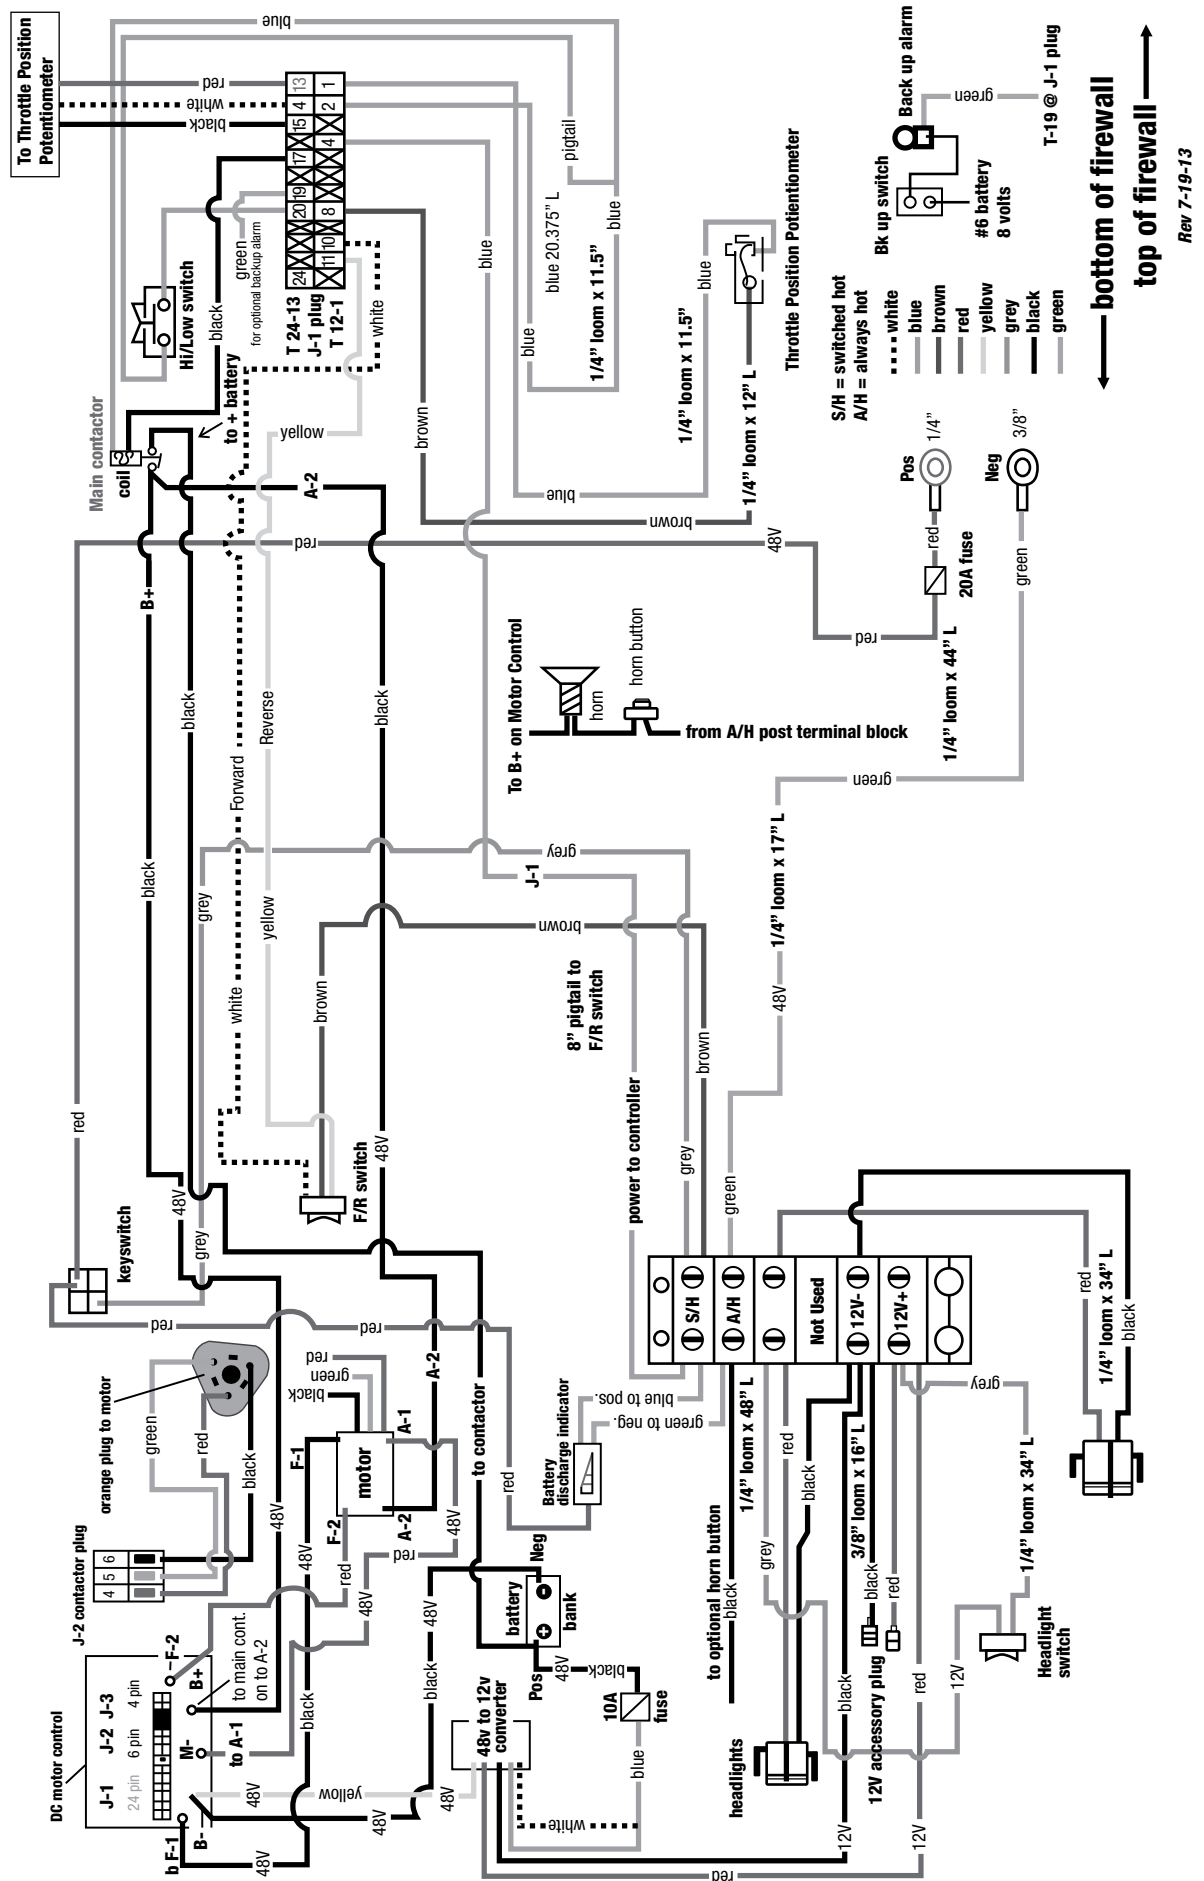 To Throttle Position
Potentiometer
blue
red
white
black
13
4
15
17
19
20
24
1
2
4
8
10
11
pigtail
blue
blue 20.375" L
1/4" loom x 11.5"
blue
blue
T 24-13
J-1 plug
T 12-1
green
for optional backup alarm
Hi/Low switch
black
white
Main contactor
coil
to + battery
yellow
A-2
brown
blue
brown
red
48V
1/4" loom x 11.5"
blue
1/4" loom x 12" L
Throttle Position Potientiometer
Back up alarm
green
T-19 @ J-1 plug
Bk up switch
#6 battery
8 volts
bottom of firewall
top of firewall
Rev 7-19-13
S/H = switched hot
A/H = always hot
white
blue
brown
red
yellow
grey
black
green
Pos
1/4"
Neg
3/8"
red
20A fuse
green
red
1/4" loom x 44" L
B+
black
Reverse
Forward
black
To B+ on Motor Control
horn
horn button
from A/H post terminal block
green
black
grey
yellow
white
grey
J-1
brown
brown
8" pigtail to
F/R switch
1/4" loom x 17" L
48V
power to controller
brown
grey
green
red
keyswitch
48V
grey
F/R switch
48V
red
red
orange plug to motor
green
red
black
48V
J-2 contactor plug
4
5
6
red
green
black
F-1
A-1
motor
F-2
A-2
A-2
to contactor
48V
red
48V
red
48V
red
Battery
discharge indicator
blue to pos.
green to neg.
S/H
A/H
Not Used
12V-
12V+
red
1/4" loom x 34" L
black
1/4" loom x 48" L
to optional horn button
black
grey
red
black
3/8" loom x 16" L
black
red
12V accessory plug
grey
1/4" loom x 34" L
Headlight
switch
12V
headlights
black
red
12V
12V
red
DC motor control
J-1
J-2
J-3
24 pin
6 pin
4 pin
F-2
B+
to main cont.
on to A-2
M-
to A-1
B-
b F-1
48V
48V
yellow
48V
48V
black
black
48V
battery
bank
Neg
Pos
48V
black
10A
fuse
48v to 12v
converter
blue
white